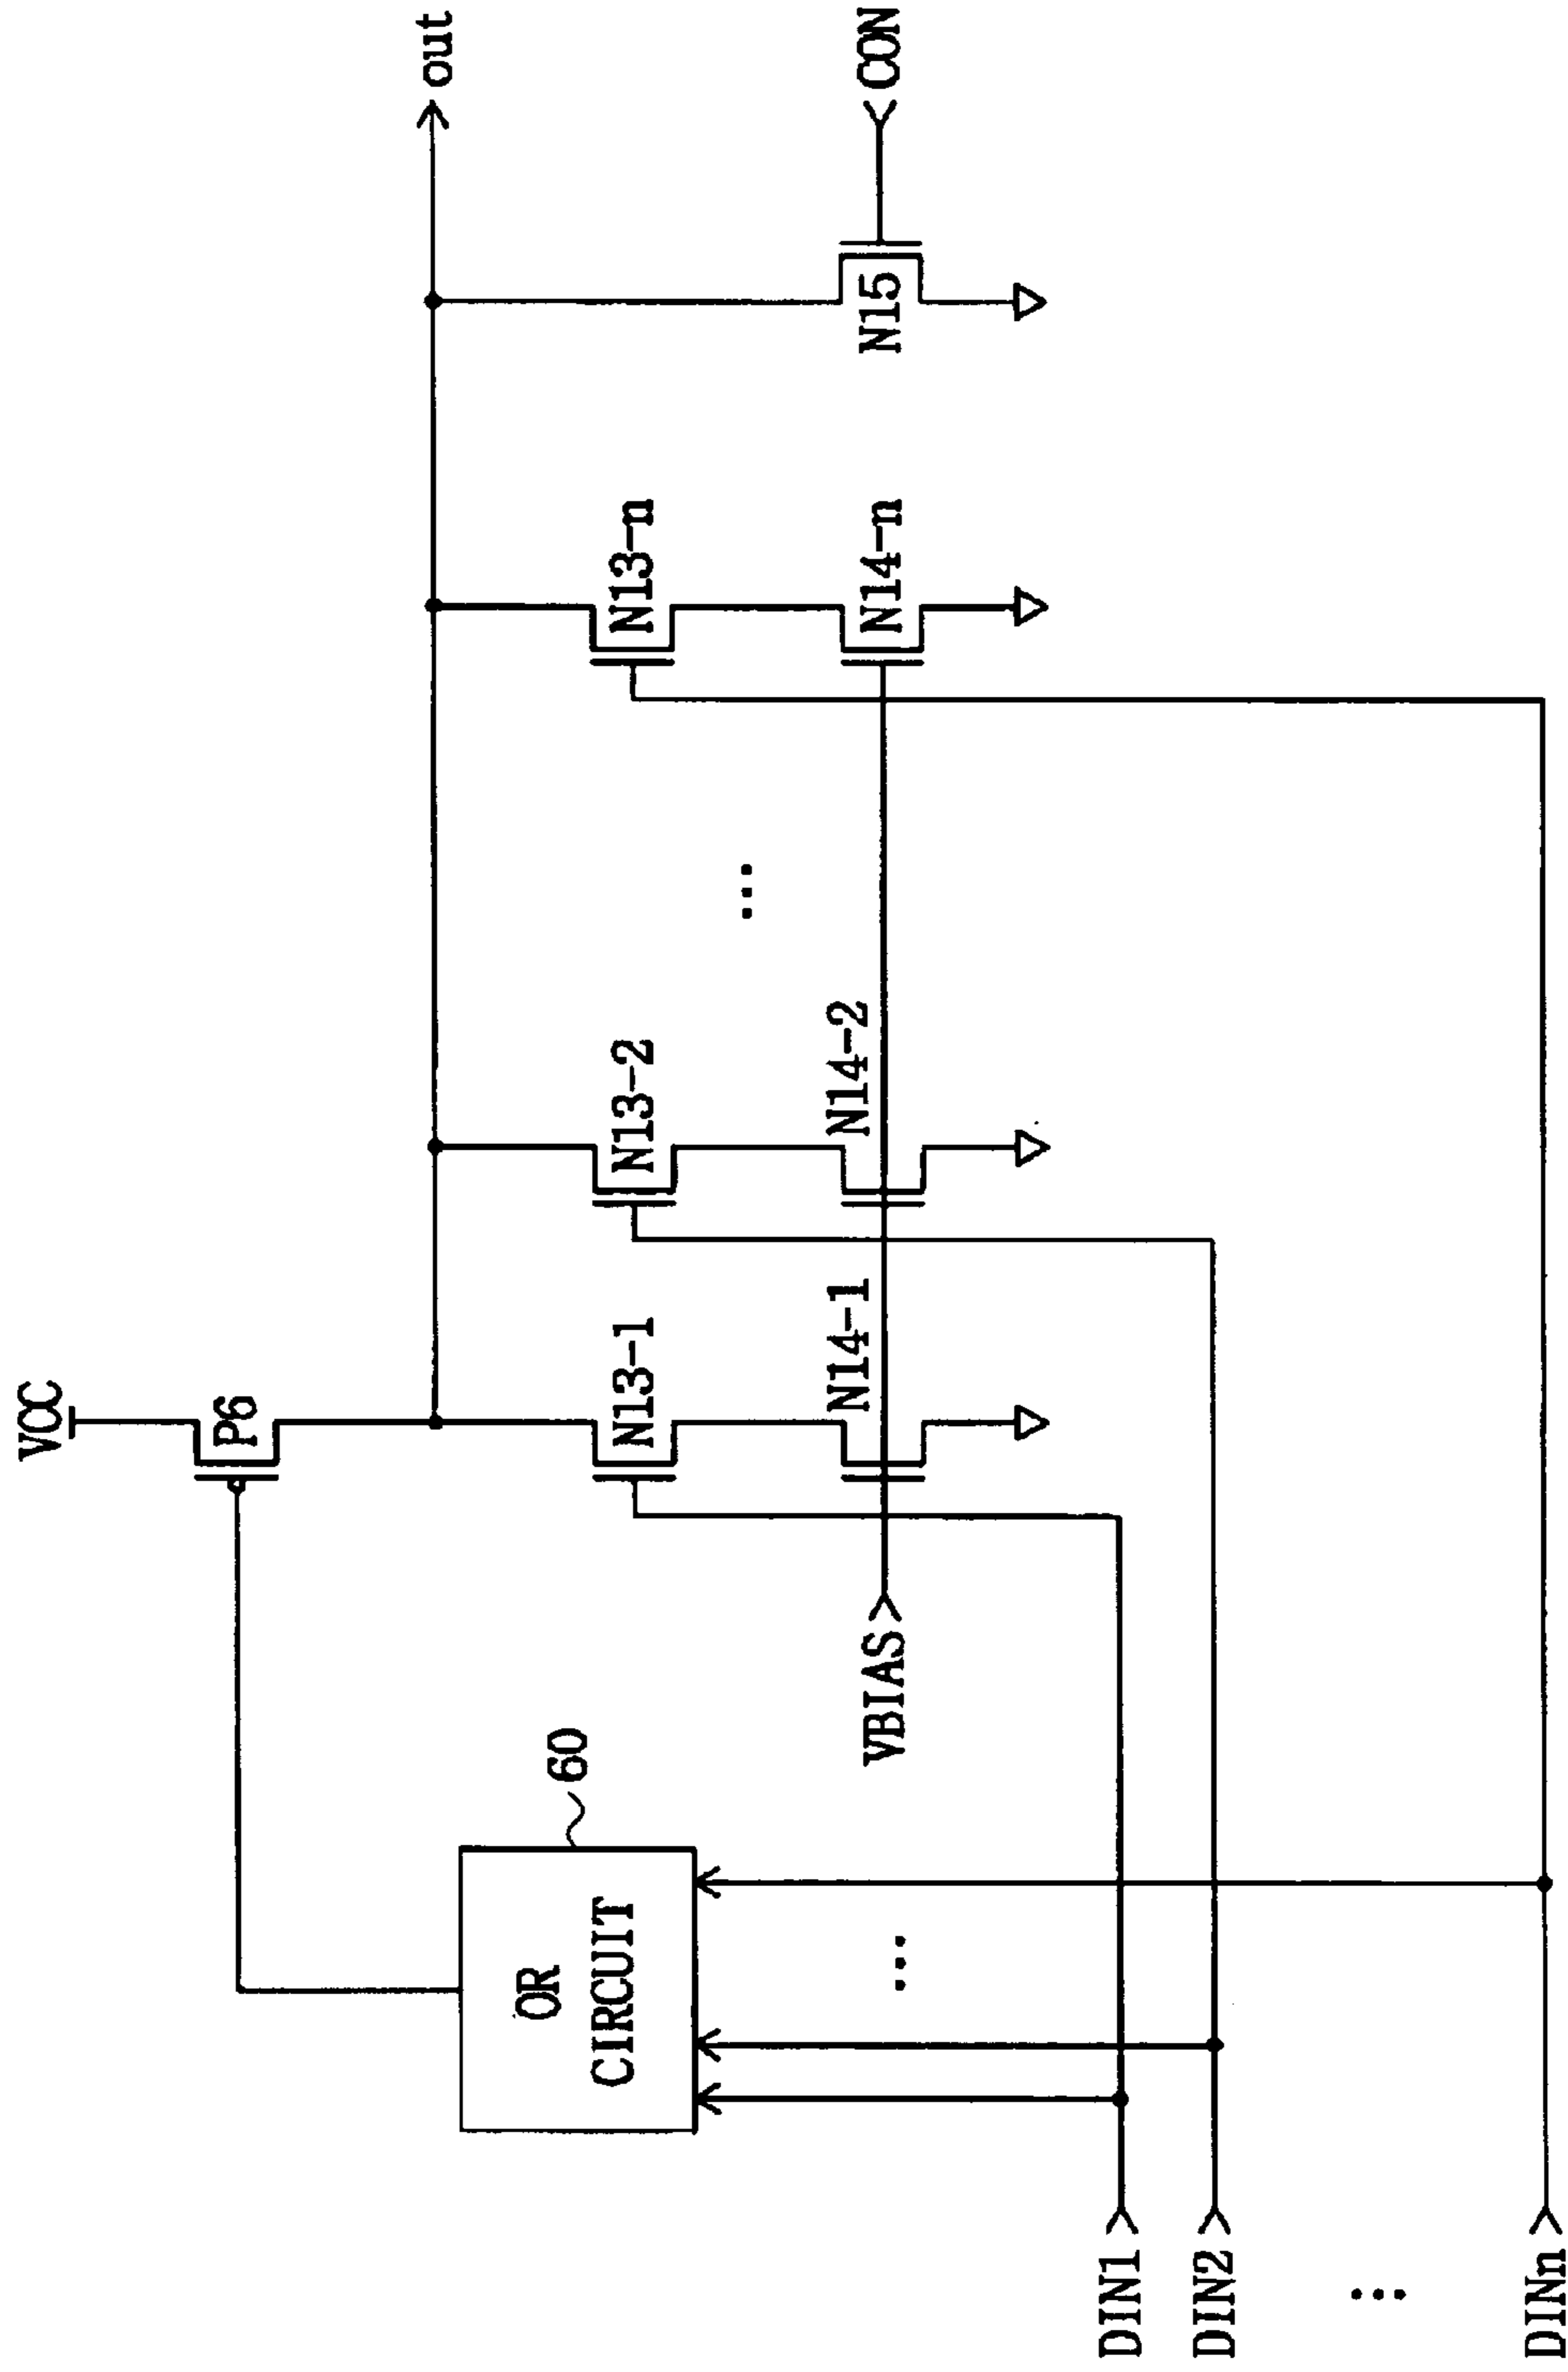 VCC
P6
out
OR
CIRCUIT
60
N13-1
N13-2
...
N13-n
VBIAS
N14-1
N14-2
N14-n
N15
CON
...
DIN1
DIN2
...
DINn